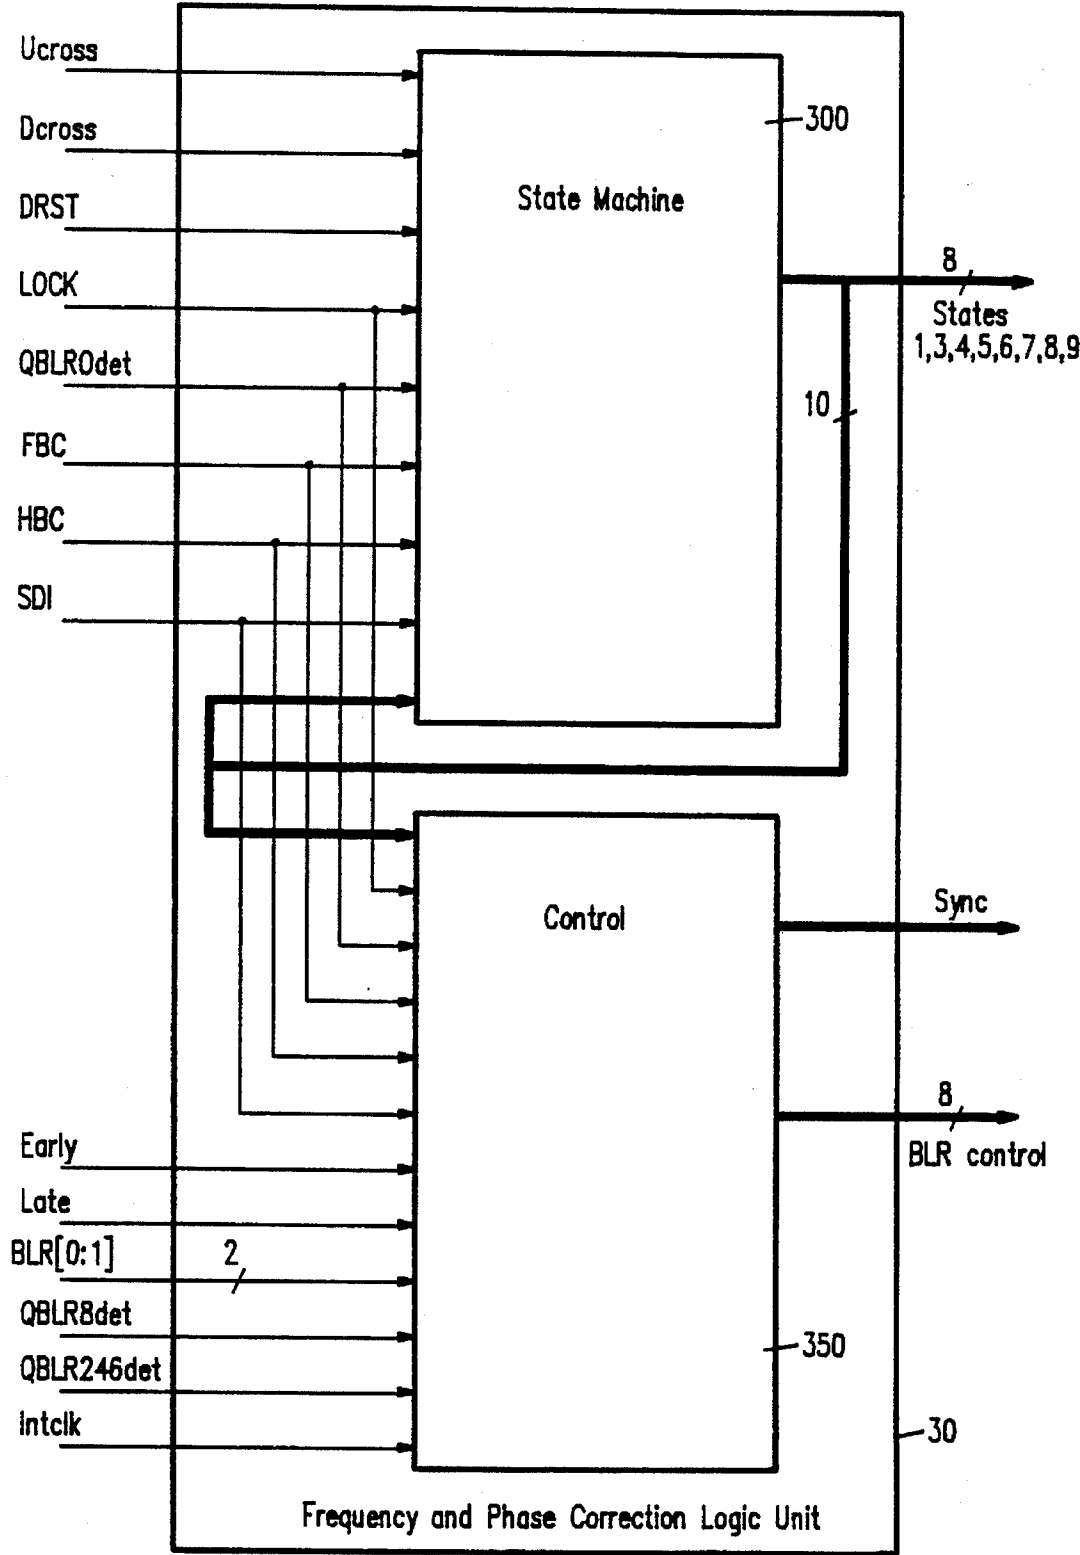 Ucross
300
Dcross
State Machine
DRST
8
LOCK
States
1,3,4,5,6,7,8,9
QBLR0det
10
FBC
HBC
SDI
Control
Sync
8
BLR control
Early
Late
BLR[0:1]
2
QBLR8det
350
QBLR246det
Intclk
30
Frequency and Phase Correction Logic Unit